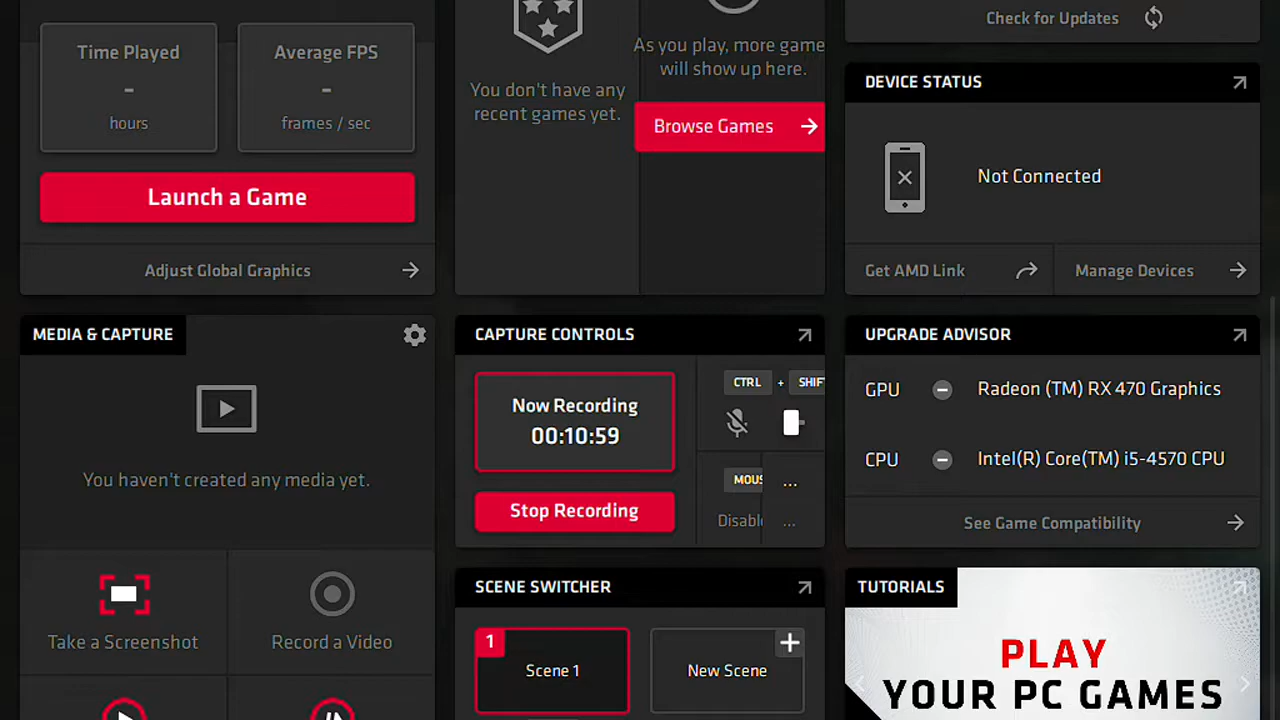 Time Played
-
hours
Average FPS
-
frames / sec
Launch a Game
Adjust Global Graphics
You don't have any
recent games yet.
As you play, more game
will show up here.
Browse Games
Check for Updates
DEVICE STATUS
Not Connected
Get AMD Link
Manage Devices
MEDIA & CAPTURE
You haven't created any media yet.
Take a Screenshot
Record a Video
CAPTURE CONTROLS
Now Recording
00:10:59
Stop Recording
CTRL + SHIF
MOUS
...
Disabl
...
UPGRADE ADVISOR
GPU
Radeon (TM) RX 470 Graphics
CPU
Intel(R) Core(TM) i5-4570 CPU
See Game Compatibility
SCENE SWITCHER
1
Scene 1
New Scene
TUTORIALS
PLAY
YOUR PC GAMES